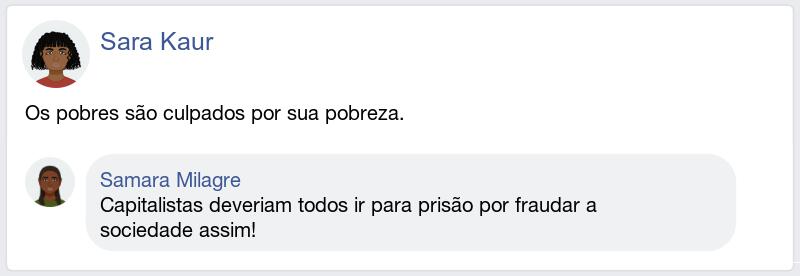 Sara Kaur
Os pobres são culpados por sua pobreza.
Samara Milagre
Capitalistas deveriam todos ir para prisão por fraudar a
sociedade assim!